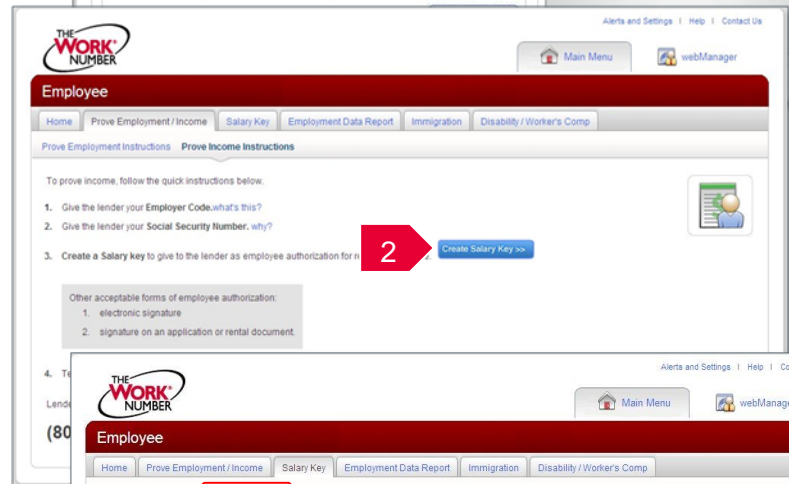 Alerts and Settings | Help | Contact Us
THE
WORK
NUMBER
Main Menu
webManager
Employee
Home
Prove Employment / Income
Salary Key
Employment Data Report
Immigration
Disability / Worker's Comp
Prove Employment Instructions
Prove Income Instructions
To prove income, follow the quick instructions below.
1. Give the lender your Employer Code.what's this?
2. Give the lender your Social Security Number. why?
3. Create a Salary key to give to the lender as employee authorization for
2
Create Salary Key >>
Other acceptable forms of employee authorization:
1. electronic signature
2. signature on an application or rental document.
4.
(80
Alerts and Settings | Help |
THE
WORK
NUMBER
Main Menu
Employee
Home
Prove Employment / Income
Salary Key
Employment Data Report
Immigration
Disability / Worker's Comp